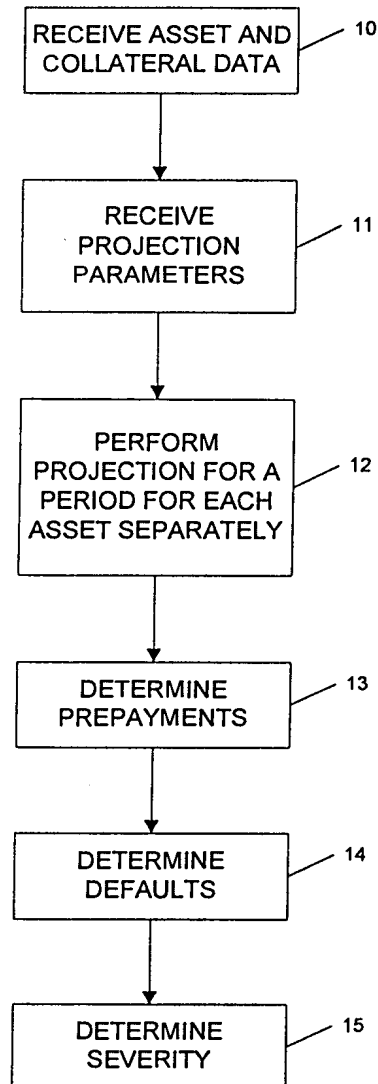 RECEIVE ASSET AND
COLLATERAL DATA
10
RECEIVE
PROJECTION
PARAMETERS
11
PERFORM
PROJECTION FOR A
PERIOD FOR EACH
ASSET SEPARATELY
12
DETERMINE
PREPAYMENTS
13
DETERMINE
DEFAULTS
14
DETERMINE
SEVERITY
15